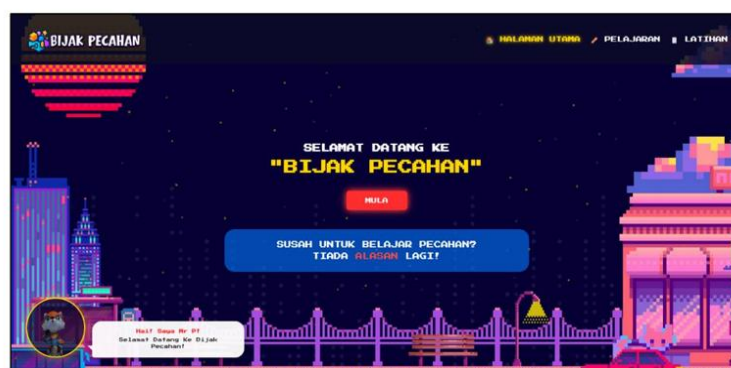 BIJAK PECAHAN
HALAMAN UTAMA PELAJARAN LATIHAN
SELAMAT DATANG KE
"BIJAK PECAHAN"
MULA
SUSAH UNTUK BELAJAR PECAHAN?
TIADA ALASAN LAGI!
Hai! Saya Mr P!
Selamat Datang Ke Bijak
Pecahan!